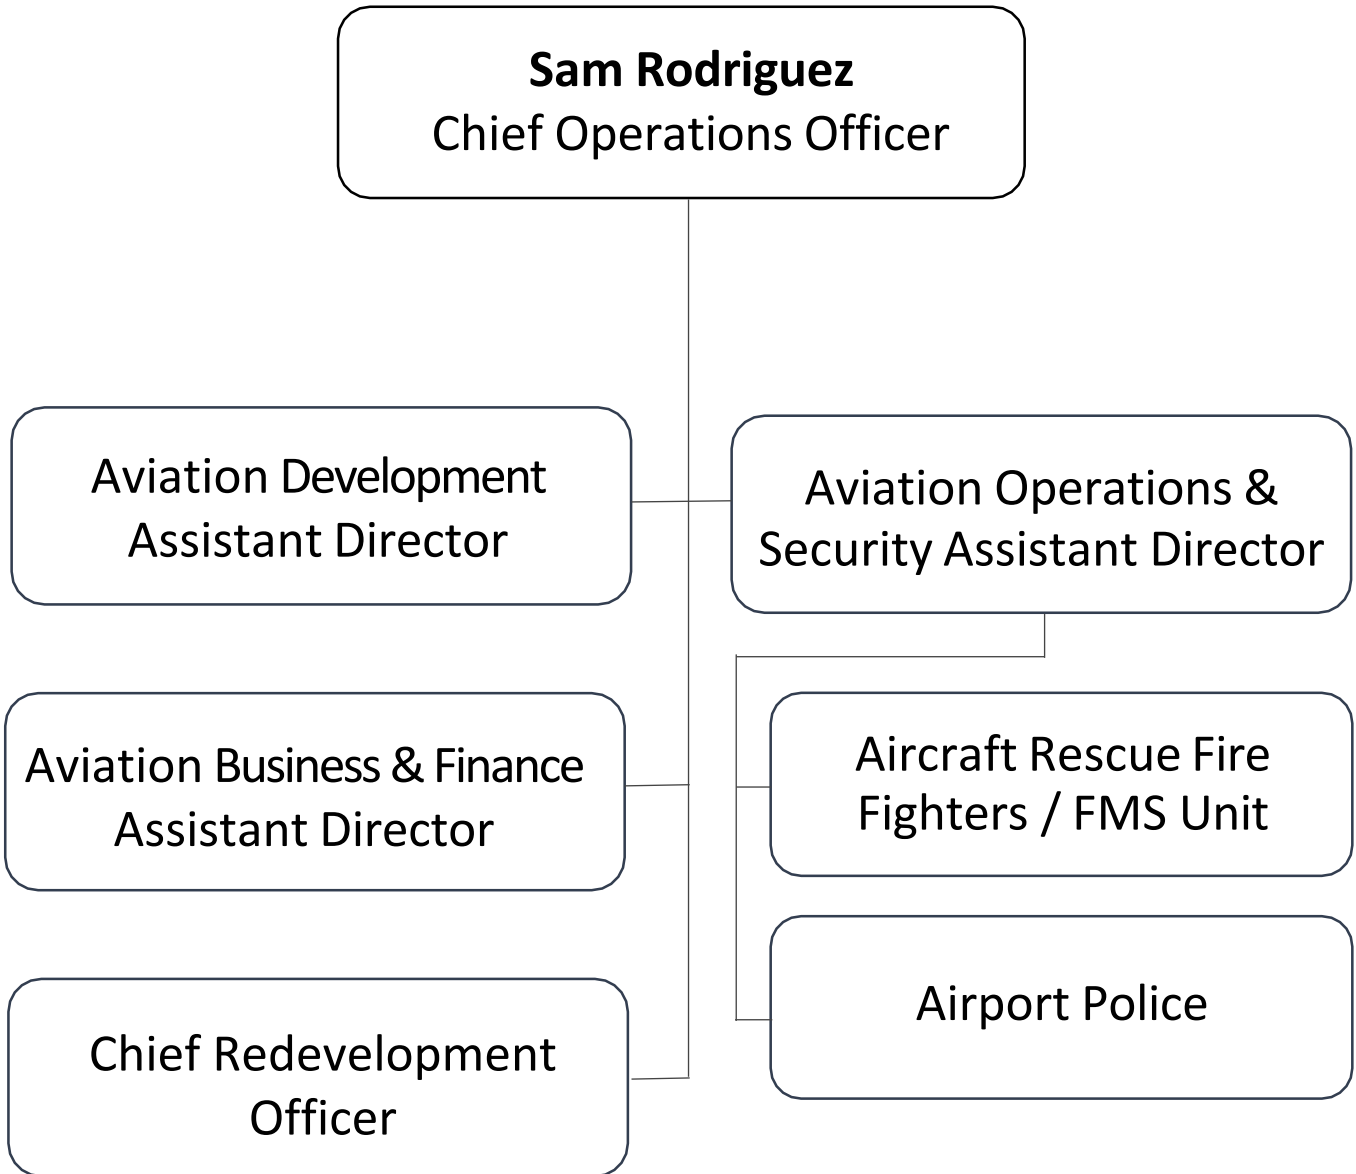 Sam Rodriguez
Chief Operations Officer
Aviation Development
Assistant Director
Aviation Operations &
Security Assistant Director
Aviation Business & Finance
Assistant Director
Aircraft Rescue Fire
Fighters / FMS Unit
Chief Redevelopment
Officer
Airport Police